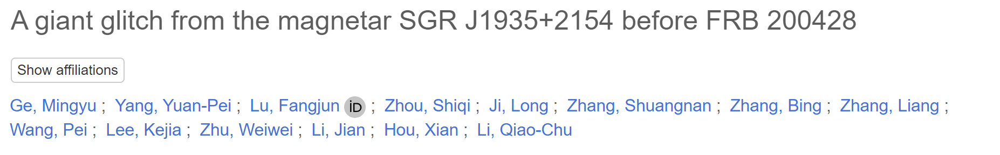 A giant glitch from the magnetar SGR J1935+2154 before FRB 200428
Show affiliations
Ge, Mingyu ; Yang, Yuan-Pei ; Lu, Fangjun iD ; Zhou, Shiqi ; Ji, Long ; Zhang, Shuangnan ; Zhang, Bing ; Zhang, Liang ;
Wang, Pei ; Lee, Kejia ; Zhu, Weiwei ; Li, Jian ; Hou, Xian ; Li, Qiao-Chu